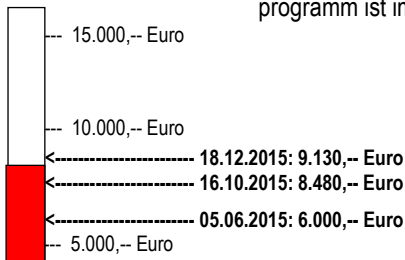 programm ist
--- 15.000,-- Euro
--- 10.000,-- Euro
<----------------------- 18.12.2015: 9.130,-- Euro
<----------------------- 16.10.2015: 8.480,-- Euro
<----------------------- 05.06.2015: 6.000,-- Euro
-- 5.000,-- Euro